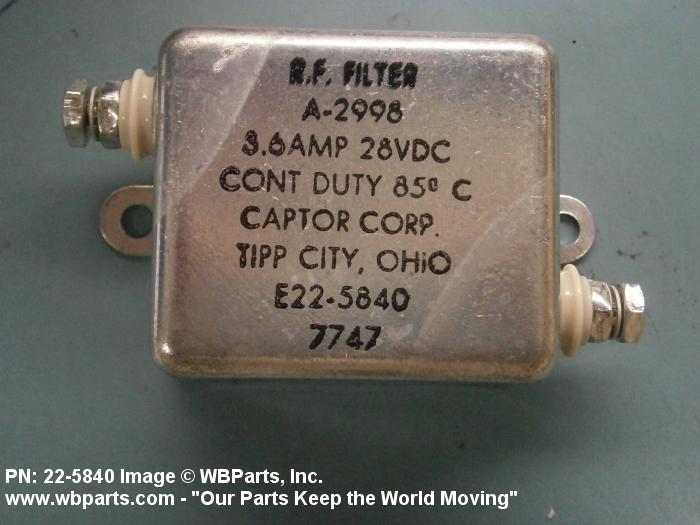 R.F. FILTER
A-2998
3.6AMP 28VDC
CONT DUTY 85° C
CAPTOR CORP.
TIPP CITY, OHIO
E22-5840
7747
PN: 22-5840 Image © WBParts, Inc.
www.wbparts.com - "Our Parts Keep the World Moving"